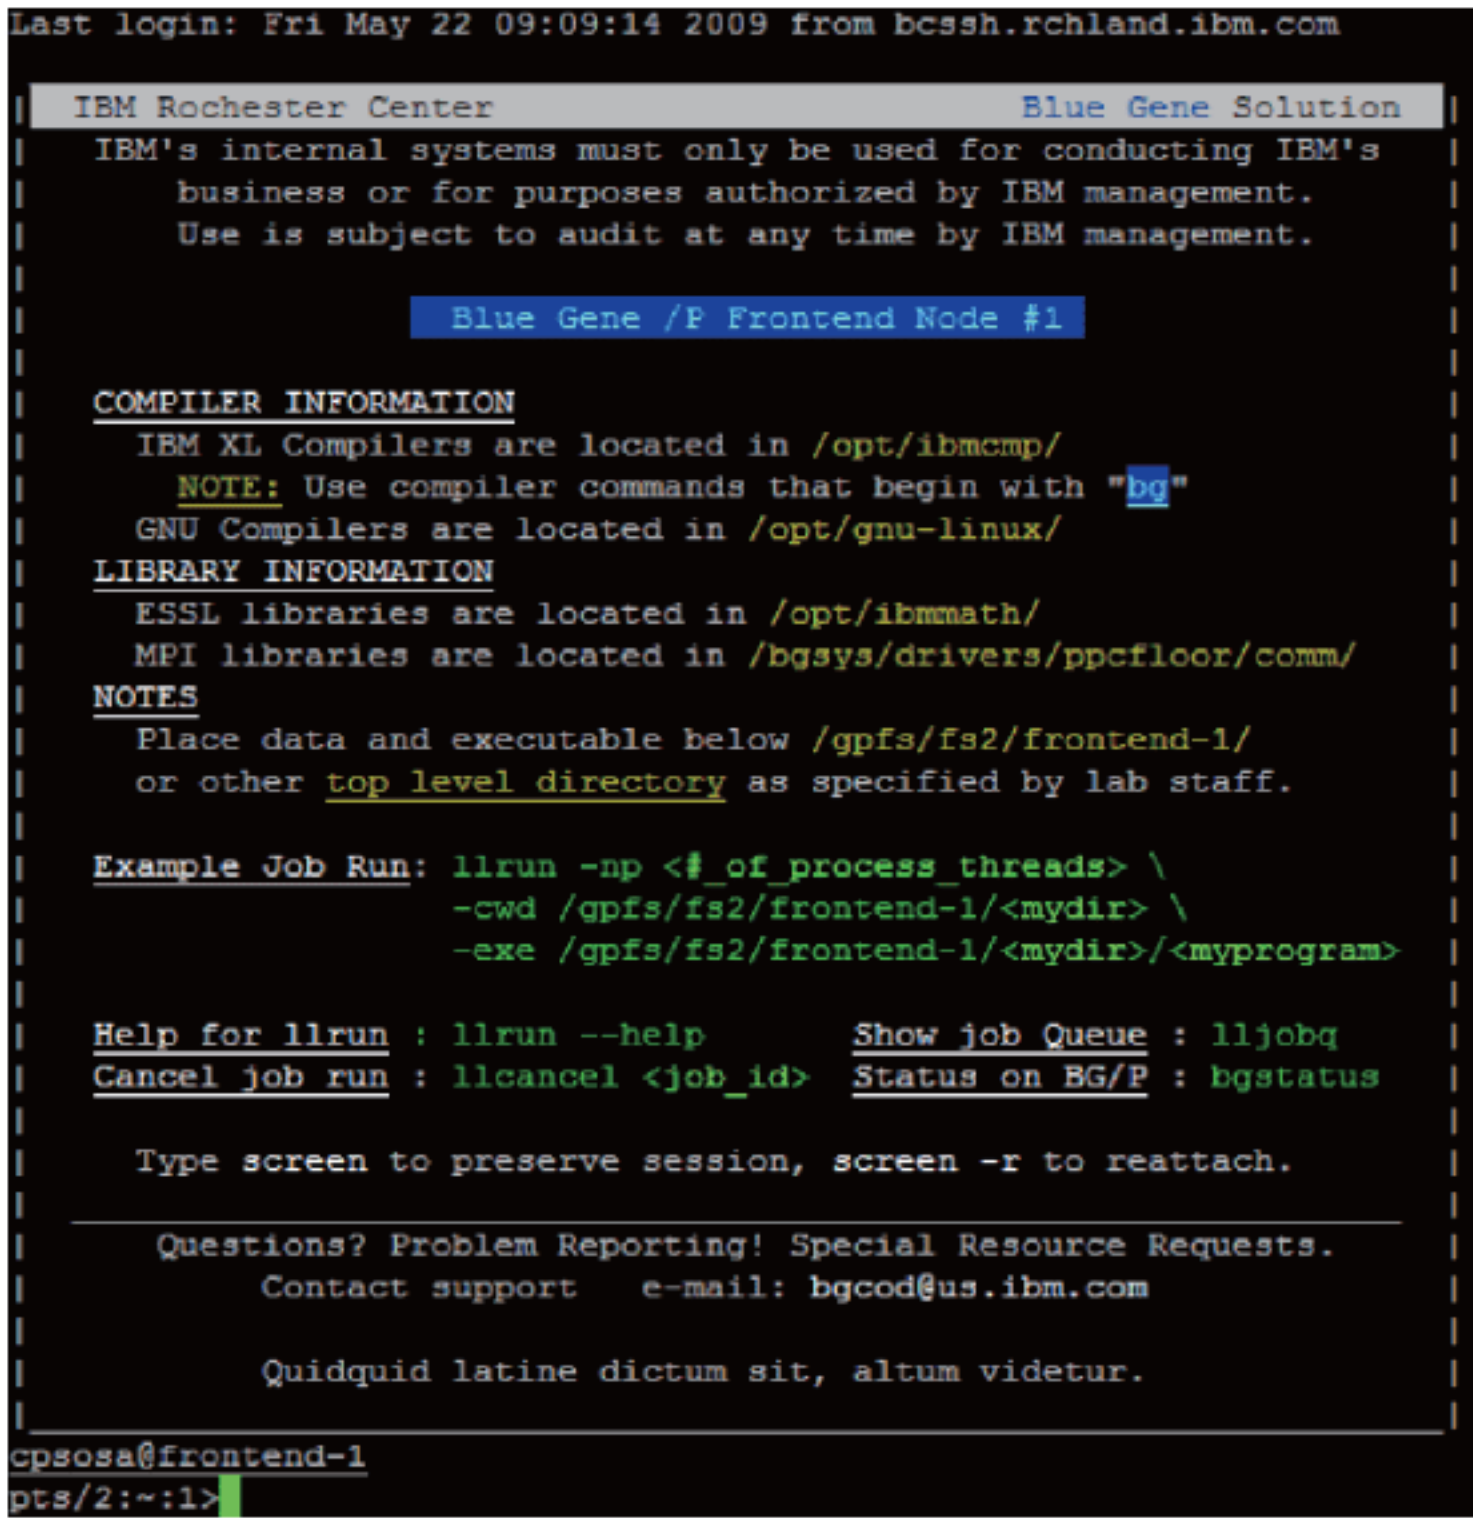 Last login: Fri May 22 09:09:14 2009 from bcssh.rchland.ibm.com
IBM Rochester Center Blue Gene Solution
IBM's internal systems must only be used for conducting IBM's
business or for purposes authorized by IBM management.
Use is subject to audit at any time by IBM management.
Blue Gene /P Frontend Node #1
COMPILER INFORMATION
IBM XL Compilers are located in /opt/ibmcmp/
NOTE: Use compiler commands that begin with "bg"
GNU Compilers are located in /opt/gnu-linux/
LIBRARY INFORMATION
ESSL libraries are located in /opt/ibmmath/
MPI libraries are located in /bgsys/drivers/ppcfloor/comm/
NOTES
Place data and executable below /gpfs/fs2/frontend-1/
or other top level directory as specified by lab staff.
Example Job Run: llrun -np <#_of_process_threads> \
-cwd /gpfs/fs2/frontend-1/<mydir> \
-exe /gpfs/fs2/frontend-1/<mydir>/<myprogram>
Help for llrun : llrun --help Show job Queue : lljobq
Cancel job run : llcancel <job_id> Status on BG/P : bgstatus
Type screen to preserve session, screen -r to reattach.
Questions? Problem Reporting! Special Resource Requests.
Contact support e-mail: bgcod@us.ibm.com
Quidquid latine dictum sit, altum videtur.
cpsosa@frontend-1
pts/2:~:1>